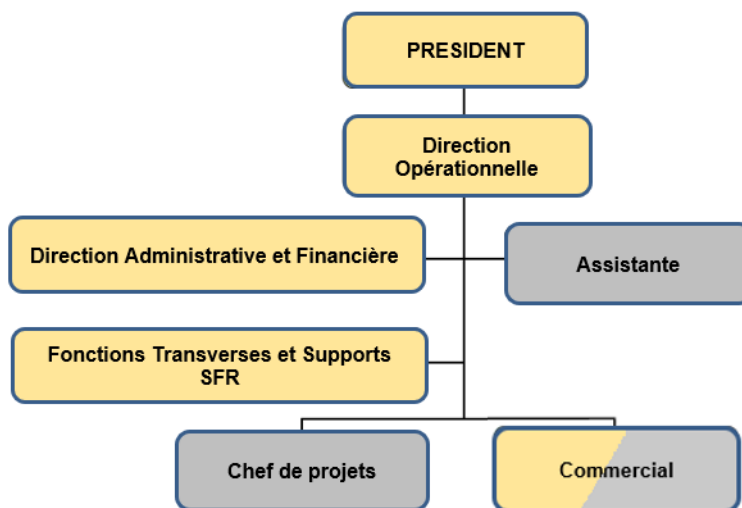 PRESIDENT
Direction
Opérationnelle
Direction Administrative et Financière
Assistante
Fonctions Transverses et Supports
SFR
Chef de projets
Commercial